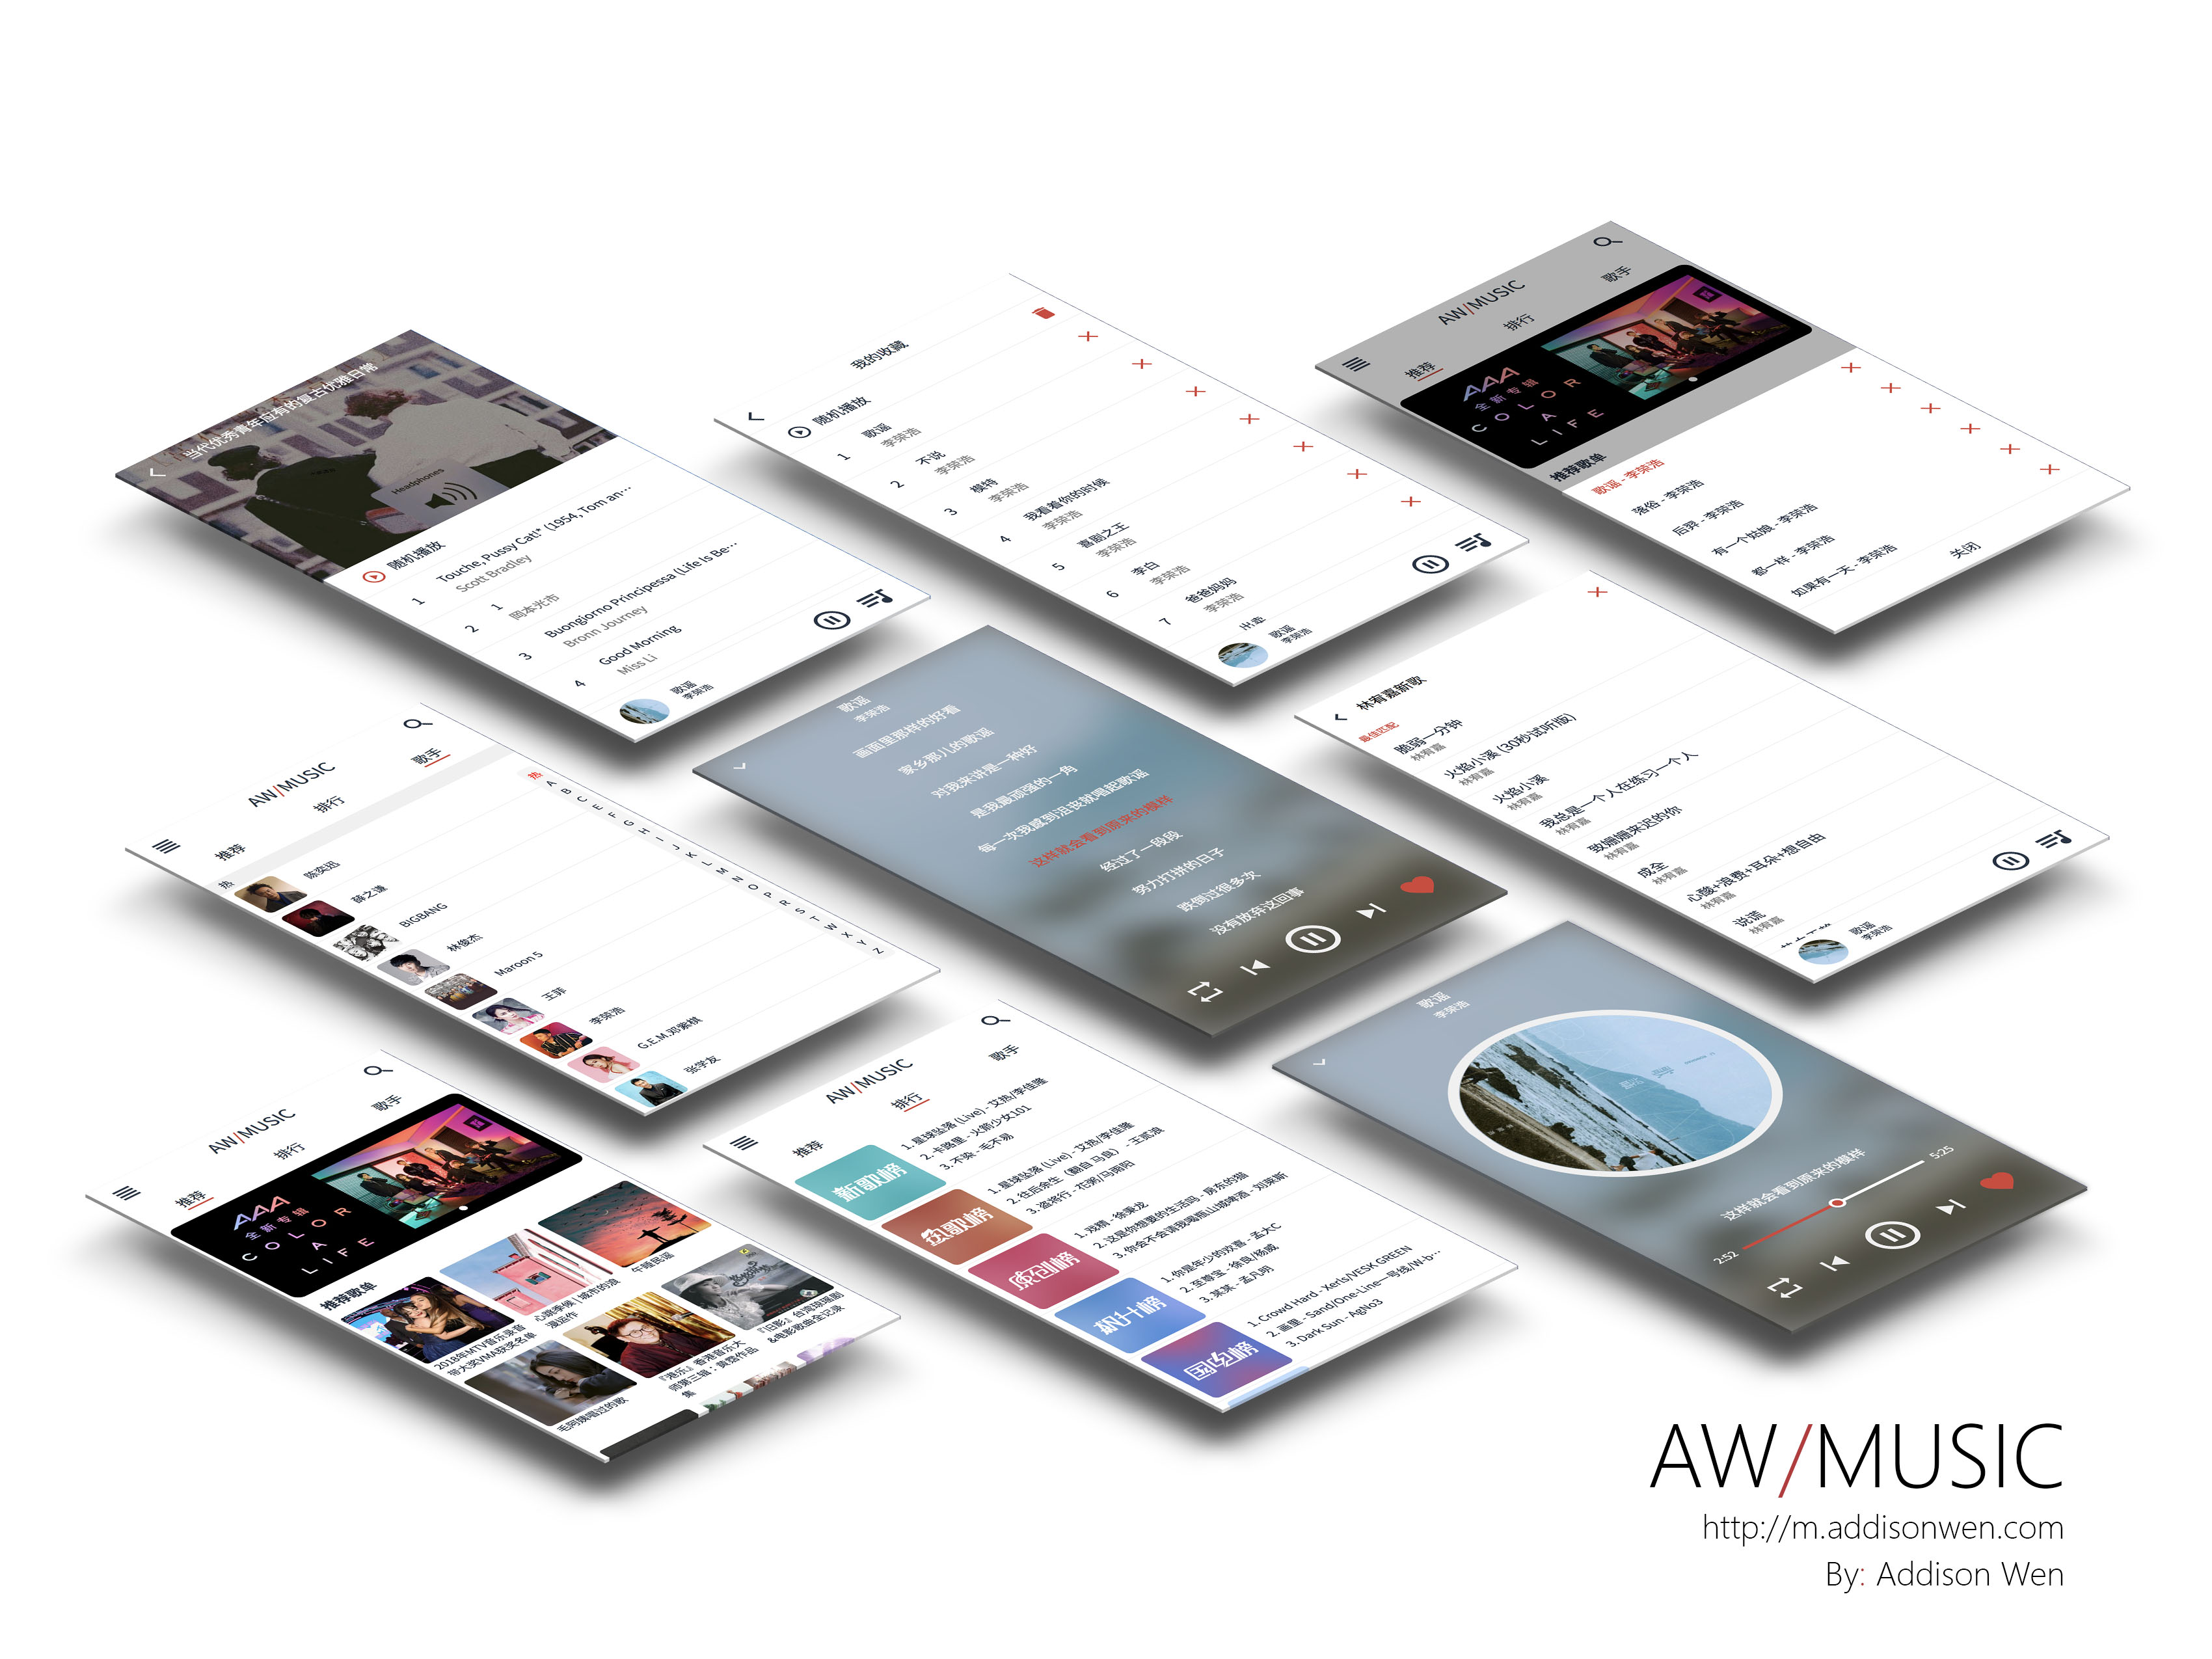 当代优秀青年应有的复古优雅日常
Headphones
随机播放
1
Touche, Pussy Cat!* (1954, Tom an…
Scott Bradley
2
1
岡本光市
3
Buongiorno Principessa (Life Is Be…
Bronn Journey
4
Good Morning
Miss Li
歌谣
李荣浩
我的收藏
随机播放
1
歌谣
李荣浩
2
不说
李荣浩
3
模特
李荣浩
4
我看着你的时候
李荣浩
5
喜剧之王
李荣浩
6
李白
李荣浩
7
爸爸妈妈
李荣浩
歌谣
李荣浩
AW/MUSIC
推荐 排行 歌手
AAA
全新专辑
COLOR
A
LIFE
推荐歌单
歌谣 - 李荣浩
落俗 - 李荣浩
后羿 - 李荣浩
有一个姑娘 - 李荣浩
都一样 - 李荣浩
如果有一天 - 李荣浩
关闭
AW/MUSIC
推荐 排行 歌手
热
陈奕迅
薛之谦
BIGBANG
林俊杰
Maroon 5
王菲
李荣浩
G.E.M.邓紫棋
张学友
热
A
B
C
E
F
G
H
I
J
K
L
M
N
O
P
R
S
T
W
X
Y
Z
歌谣
李荣浩
画面里那样的好看
家乡那儿的歌谣
对我来讲是一种好
是我最顽强的一角
每一次我感到沮丧就唱起歌谣
这样就会看到原来的模样
经过了一段段
努力打拼的日子
跌倒过很多次
没有放弃这回事
林宥嘉新歌
最佳匹配
脆弱一分钟
林宥嘉
火焰小溪 (30秒试听版)
林宥嘉
火焰小溪
林宥嘉
我总是一个人在练习一个人
林宥嘉
致姗姗来迟的你
林宥嘉
成全
林宥嘉
心酸+浪费+耳朵+想自由
林宥嘉
说谎
林宥嘉
歌谣
李荣浩
AW/MUSIC
推荐 排行 歌手
AAA
全新专辑
COLOR
A
LIFE
推荐歌单
2018年MTV音乐录音
带大奖VMA获奖名单
心跳季候 | 城市的浪
漫运作
午睡民谣
毛阿姨唱过的歌
『港乐』香港音乐大
师第三辑：黄霑作品
集
『旧影』台湾琼瑶剧
&电影歌曲全记录
AW/MUSIC
推荐 排行 歌手
新歌榜
1. 星球坠落 (Live) - 艾热/李佳隆
2. 卡路里 - 火箭少女101
3. 不染 - 毛不易
热歌榜
1. 星球坠落 (Live) - 艾热/李佳隆
2. 往后余生 （翻自 马良） - 王贰浪
3. 盗将行 - 花粥/马雨阳
原创榜
1. 戏精 - 徐秉龙
2. 这是你想要的生活吗 - 房东的猫
3. 你会不会请我喝瓶山城啤酒 - 刘聚斯
飙升榜
1. 你是年少的欢喜 - 孟大C
2. 至尊宝 - 徐良/杨威
3. 某某 - 孟凡明
国电榜
1. Crowd Hard - Xerls/VESK GREEN
2. 画里 - Sand/One-Line一号线/W-b…
3. Dark Sun - AgNo3
歌谣
李荣浩
这样就会看到原来的模样
2:52
5:25
AW/MUSIC
http://m.addisonwen.com
By: Addison Wen